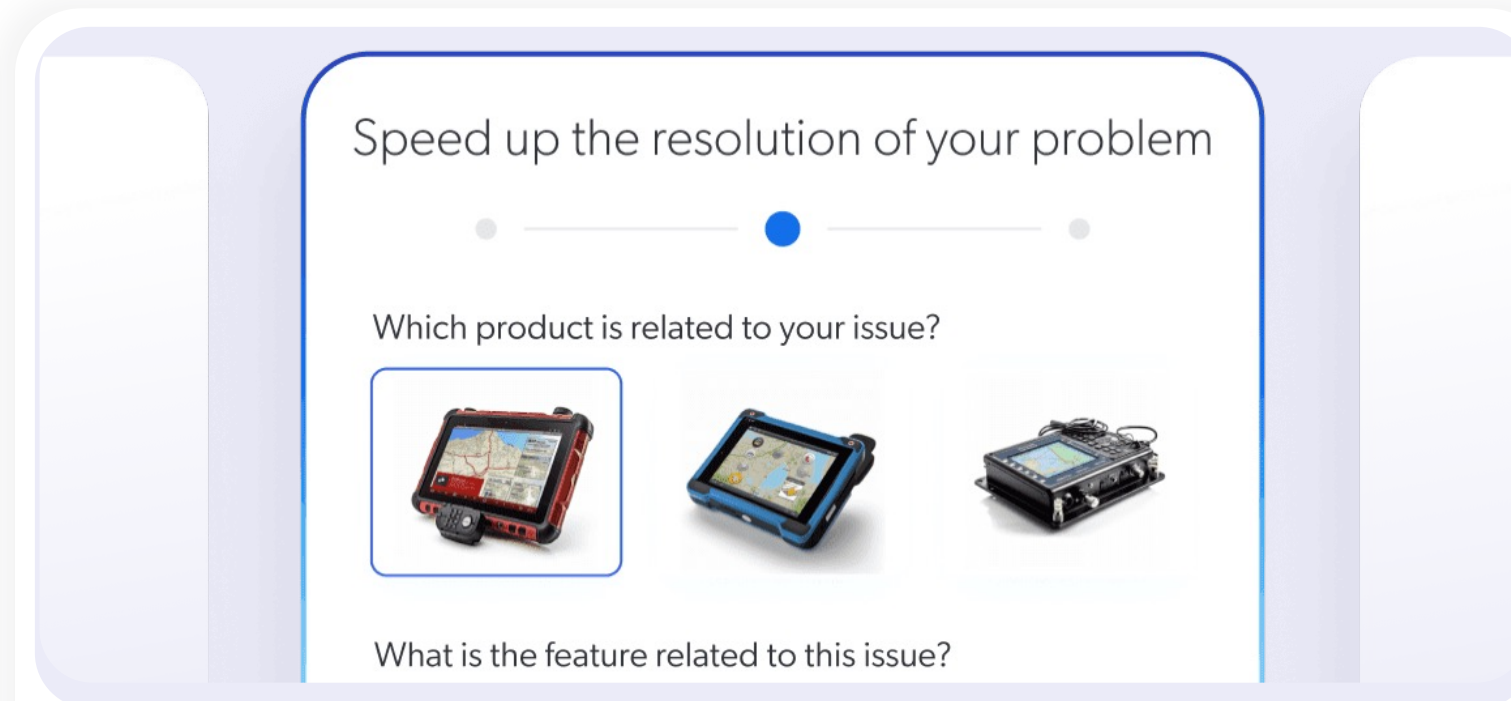 Speed up the resolution of your problem
Which product is related to your issue?
What is the feature related to this issue?